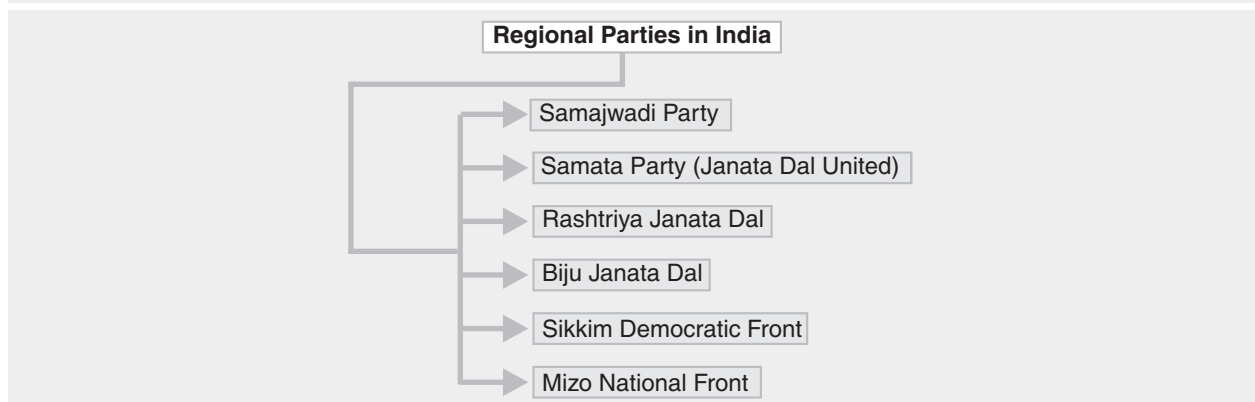 Regional Parties in India
Samajwadi Party
Samata Party (Janata Dal United)
Rashtriya Janata Dal
Biju Janata Dal
Sikkim Democratic Front
Mizo National Front